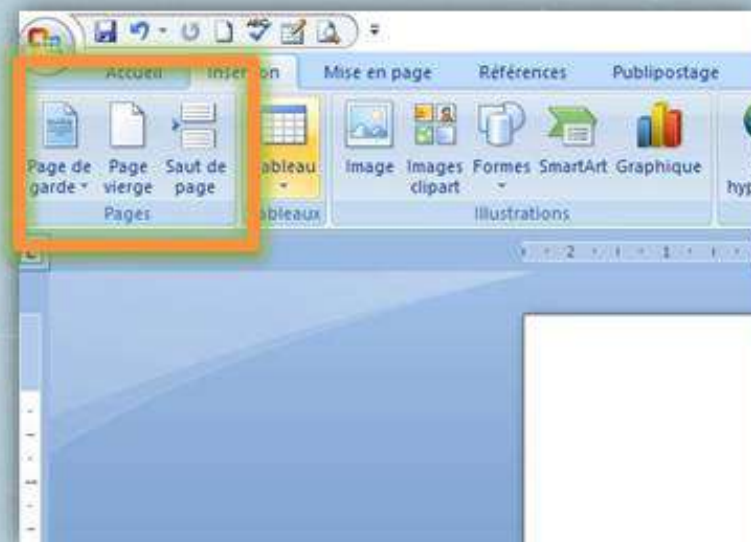 Accueil Insertion Mise en page Références Publipostage
Page de garde Page vierge Saut de page
Pages
Tableau
Tableaux
Image Images clipart Formes SmartArt Graphique
Illustrations
2 1